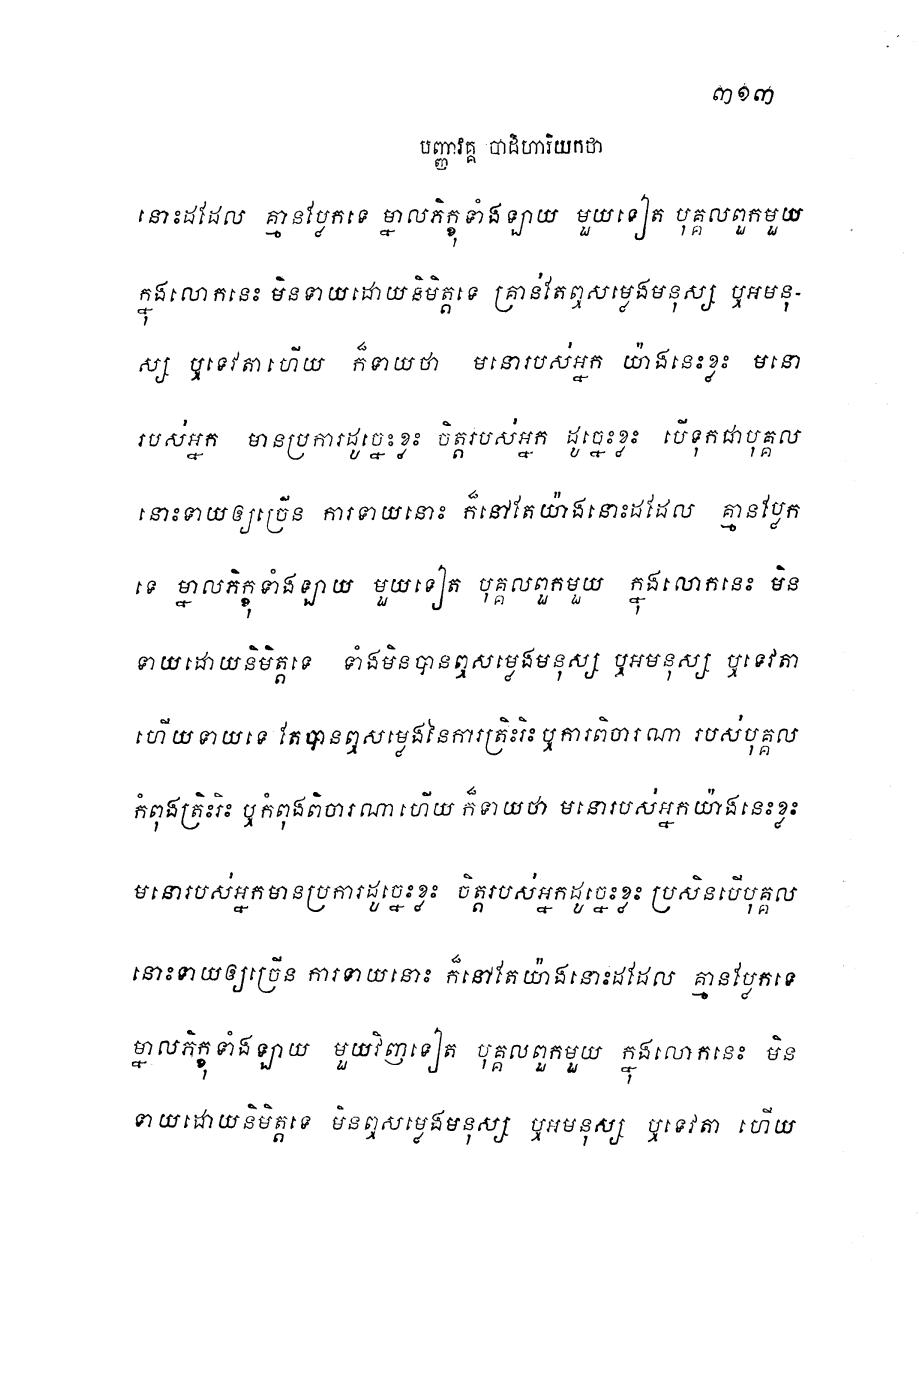 ៣១៣
បញ្ញាវគ្គ បាដិហារិយកថា
នោះដដែល គ្មានប្លែកទេ ម្នាលភិក្ខុទាំងឡាយ មួយទៀត បុគ្គលពួកមួយ
ក្នុងលោកនេះ មិនទាយដោយនិមិត្តទេ គ្រាន់តែឮសម្លេងមនុស្ស ឬអមនុ-
ស្ស ឬទេវតាហើយ ក៏ទាយថា មនោរបស់អ្នក យ៉ាងនេះខ្លះ មនោ
របស់អ្នក មានប្រការដូច្នេះខ្លះ ចិត្តរបស់អ្នក ដូច្នេះខ្លះ បើទុកជាបុគ្គល
នោះទាយឲ្យច្រើន ការទាយនោះ ក៏នៅតែយ៉ាងនោះដដែល គ្មានប្លែក
ទេ ម្នាលភិក្ខុទាំងឡាយ មួយទៀត បុគ្គលពួកមួយ ក្នុងលោកនេះ មិន
ទាយដោយនិមិត្តទេ ទាំងមិនបានឮសម្លេងមនុស្ស ឬអមនុស្ស ឬទេវតា
ហើយទាយទេ តែបានឮសម្លេងនៃការត្រិះរិះ ឬការពិចារណា របស់បុគ្គល
កំពុងត្រិះរិះ ឬកំពុងពិចារណាហើយ ក៏ទាយថា មនោរបស់អ្នកយ៉ាងនេះខ្លះ
មនោរបស់អ្នកមានប្រការដូច្នេះខ្លះ ចិត្តរបស់អ្នកដូច្នេះខ្លះ ប្រសិនបើបុគ្គល
នោះទាយឲ្យច្រើន ការទាយនោះ ក៏នៅតែយ៉ាងនោះដដែល គ្មានប្លែកទេ
ម្នាលភិក្ខុទាំងឡាយ មួយវិញទៀត បុគ្គលពួកមួយ ក្នុងលោកនេះ មិន
ទាយដោយនិមិត្តទេ មិនឮសម្លេងមនុស្ស ឬអមនុស្ស ឬទេវតា ហើយ